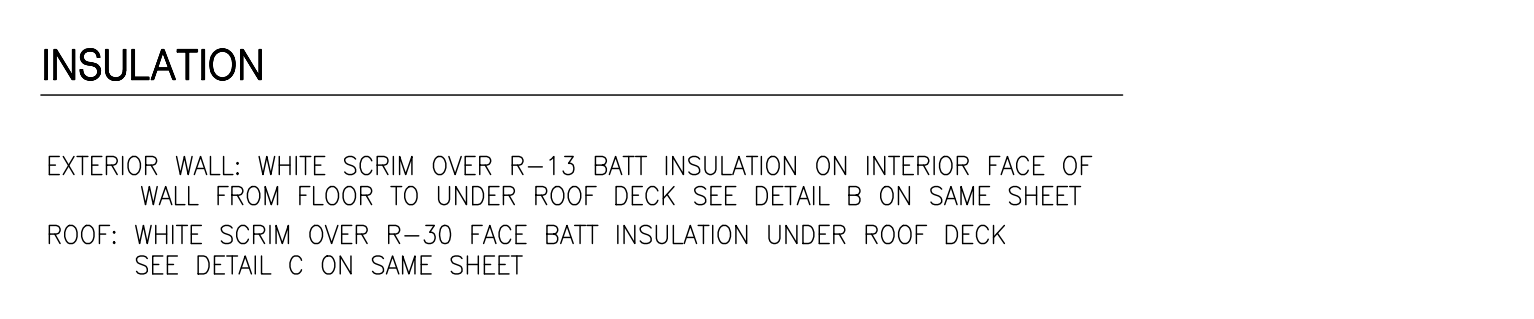 INSULATION
EXTERIOR WALL: WHITE SCRIM OVER R-13 BATT INSULATION ON INTERIOR FACE OF
WALL FROM FLOOR TO UNDER ROOF DECK SEE DETAIL B ON SAME SHEET
ROOF: WHITE SCRIM OVER R-30 FACE BATT INSULATION UNDER ROOF DECK
SEE DETAIL C ON SAME SHEET